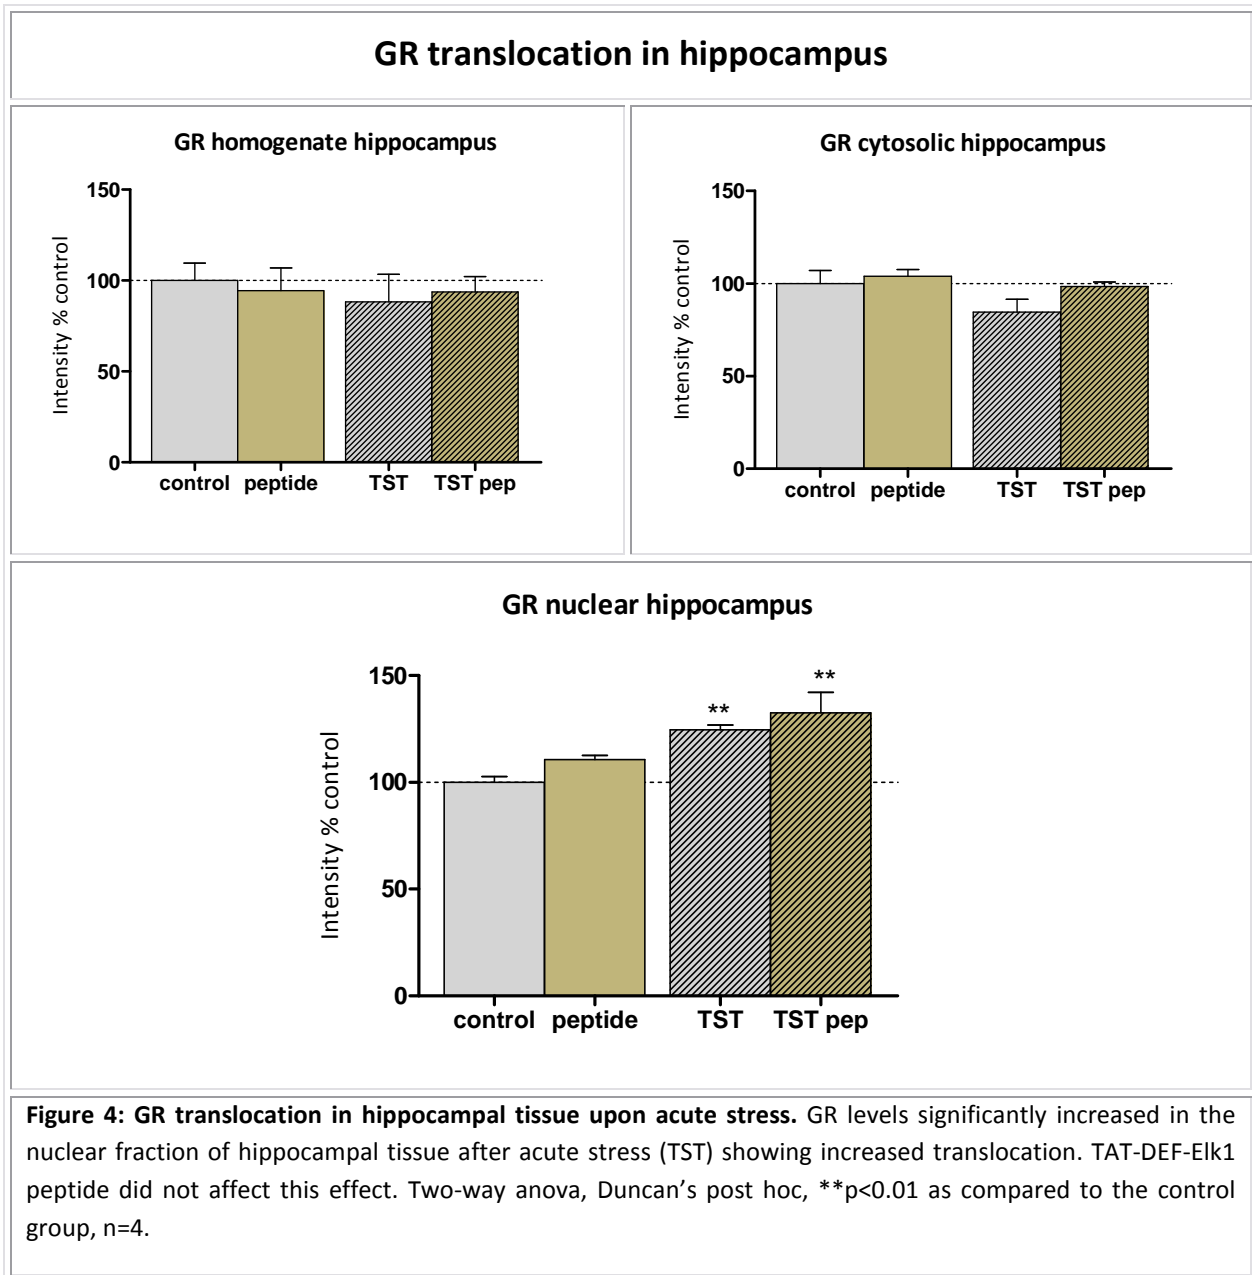 GR translocation in hippocampus
GR homogenate hippocampus
Intensity % control
150
100
50
0
control peptide TST TST pep
GR cytosolic hippocampus
Intensity % control
150
100
50
0
control peptide TST TST pep
GR nuclear hippocampus
Intensity % control
150
100
50
0
** **
control peptide TST TST pep
Figure 4: GR translocation in hippocampal tissue upon acute stress. GR levels significantly increased in the
nuclear fraction of hippocampal tissue after acute stress (TST) showing increased translocation. TAT-DEF-Elk1
peptide did not affect this effect. Two-way anova, Duncan's post hoc, **p<0.01 as compared to the control
group, n=4.